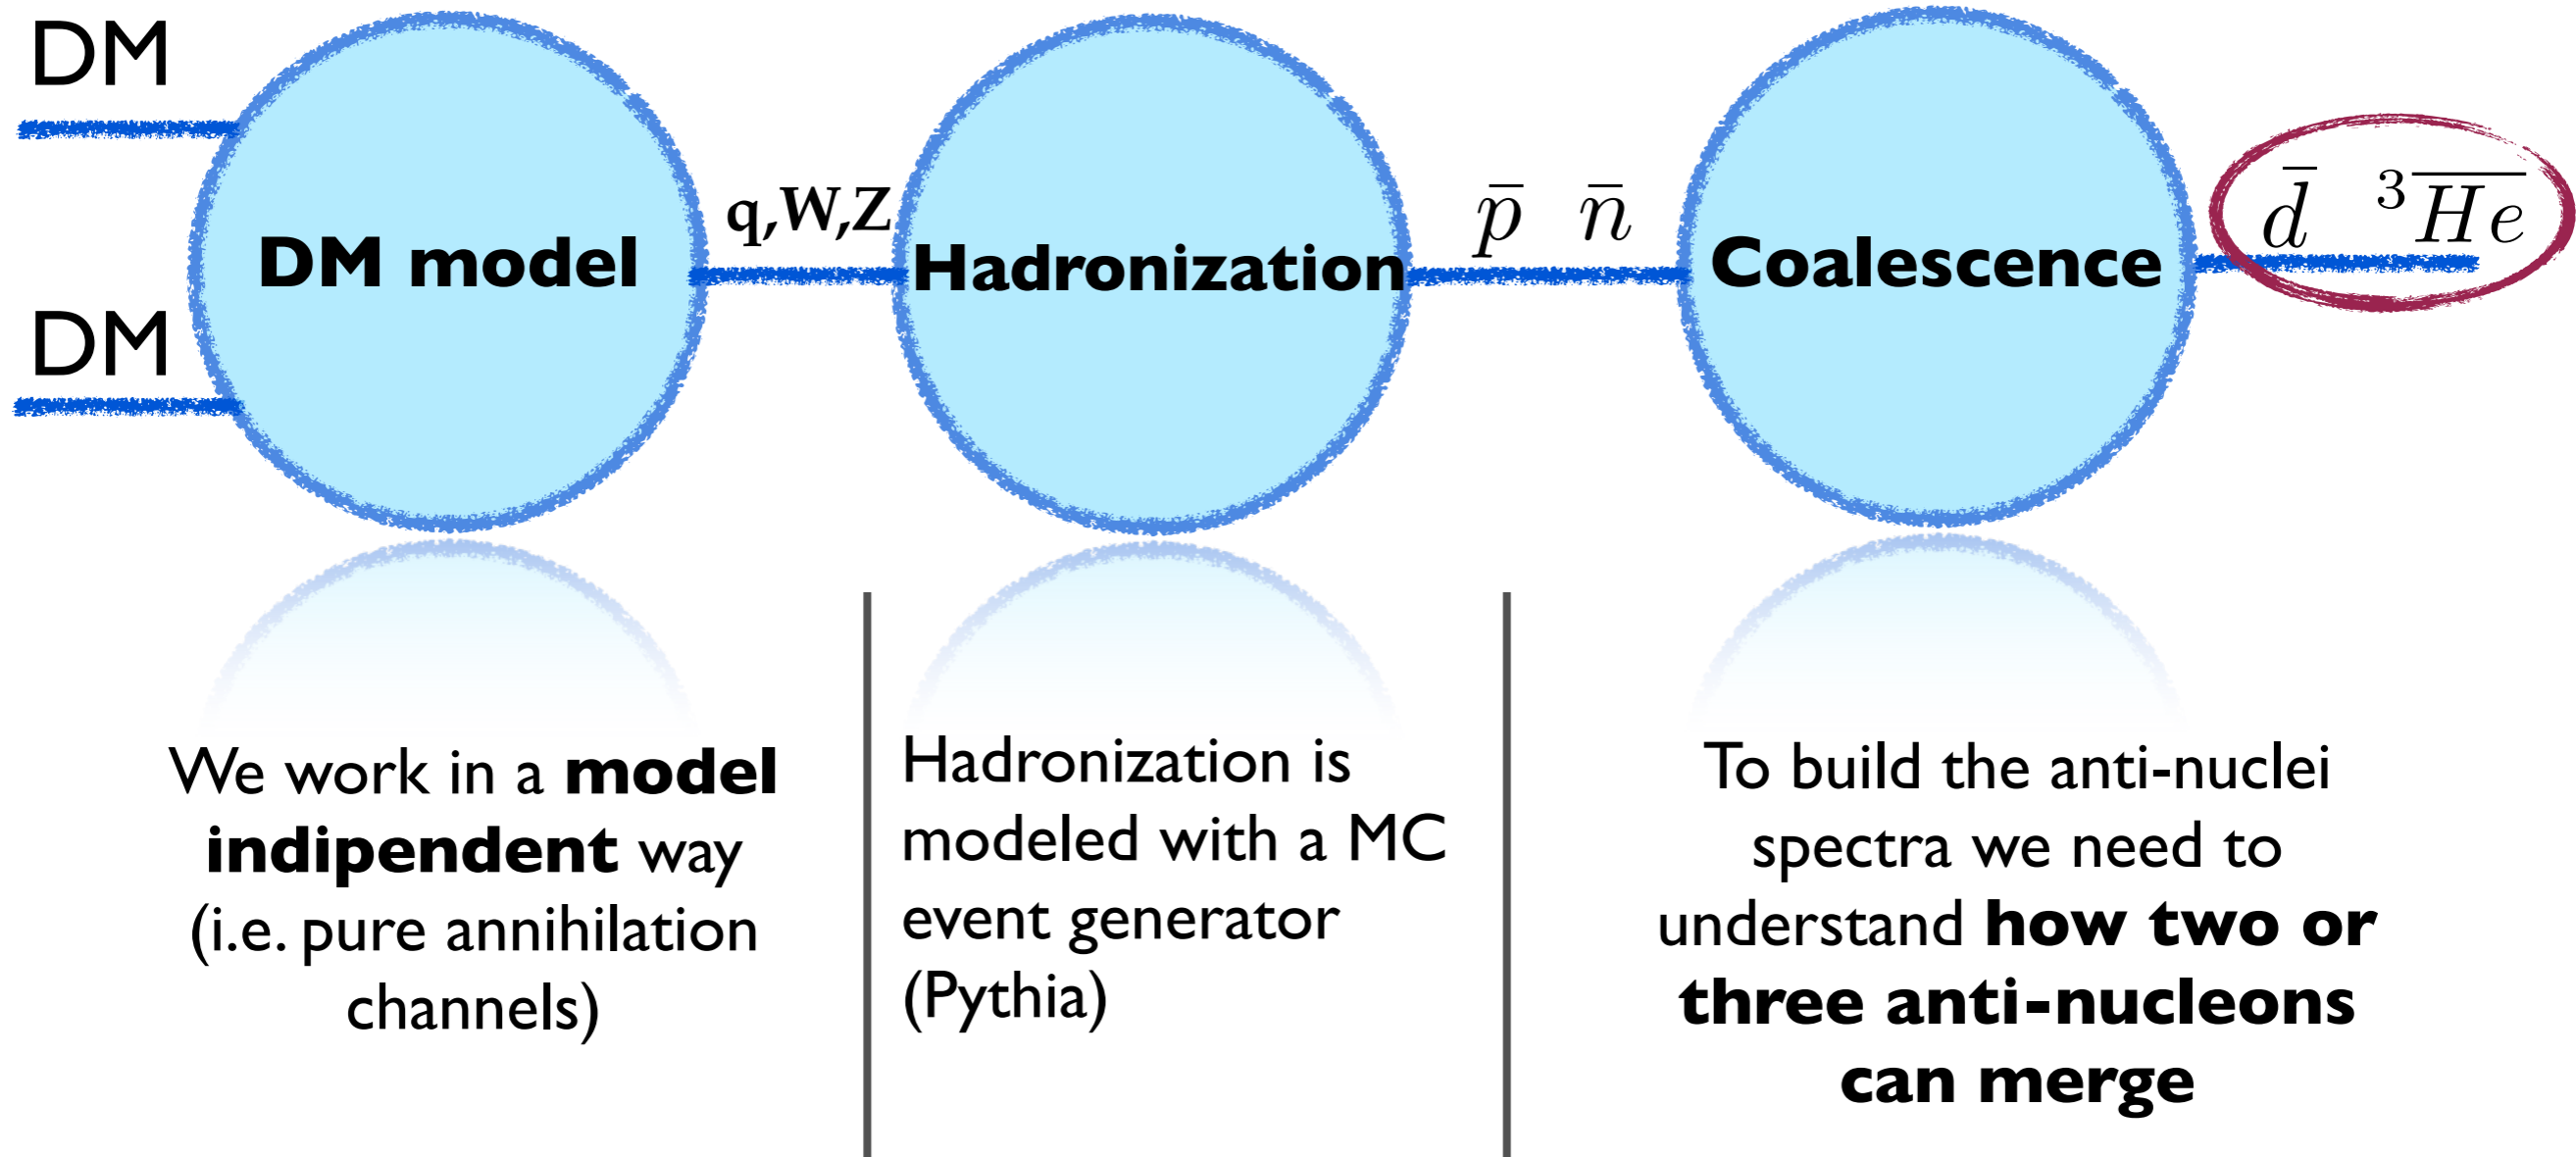 DM
DM
DM model
q,W,Z
Hadronization
p̄ n̄
Coalescence
d̄ ³H̅e̅
We work in a model
indipendent way
(i.e. pure annihilation
channels)
Hadronization is
modeled with a MC
event generator
(Pythia)
To build the anti-nuclei
spectra we need to
understand how two or
three anti-nucleons
can merge